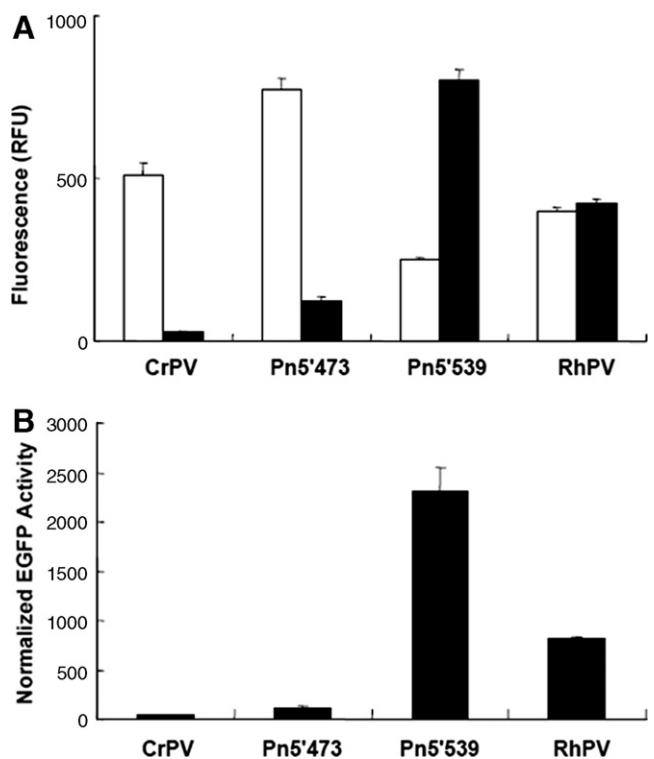 A
Fluorescence (RFU)
1000
500
0
CrPV Pn5'473 Pn5'539 RhPV
B
Normalized EGFP Activity
3000
2500
2000
1500
1000
500
0
CrPV Pn5'473 Pn5'539 RhPV